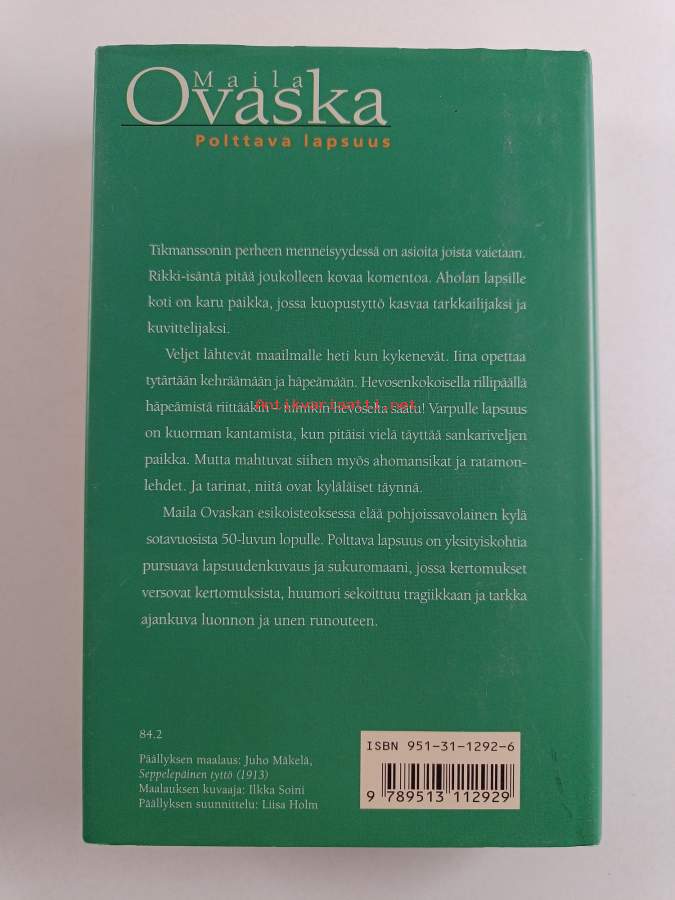 Maila
Ovaska
Polttava lapsuus
Tikmanssonin perheen menneisyydessä on asioita joista vaietaan.
Rikki-isäntä pitää joukolleen kovaa komentoa. Aholan lapsille
koti on karu paikka, jossa kuopustyttö kasvaa tarkkailijaksi ja
kuvittelijaksi.
Veljet lähtevät maailmalle heti kun kykenevät. Iina opettaa
tytärtään kehräämään ja häpeämään. Hevosenkokoisella rillipäällä
häpeämistä riittääkin – nimikin hevoselta saatu! Varpulle lapsuus
Antikvariaatti.net
on kuorman kantamista, kun pitäisi vielä täyttää sankariveljen
paikka. Mutta mahtuvat siihen myös ahomansikat ja ratamon-
lehdet. Ja tarinat, niitä ovat kyläläiset täynnä.
Maila Ovaskan esikoisteoksessa elää pohjoissavolainen kylä
sotavuosista 50-luvun lopulle. Polttava lapsuus on yksityiskohtia
pursuava lapsuudenkuvaus ja sukuromaani, jossa kertomukset
versovat kertomuksista, huumori sekoittuu tragiikkaan ja tarkka
ajankuva luonnon ja unen runouteen.
84.2
Päällyksen maalaus: Juho Mäkelä,
Seppelepäinen tyttö (1913)
Maalauksen kuvaaja: Ilkka Soini
Päällyksen suunnittelu: Liisa Holm
ISBN 951-31-1292-6
9 789513 112929